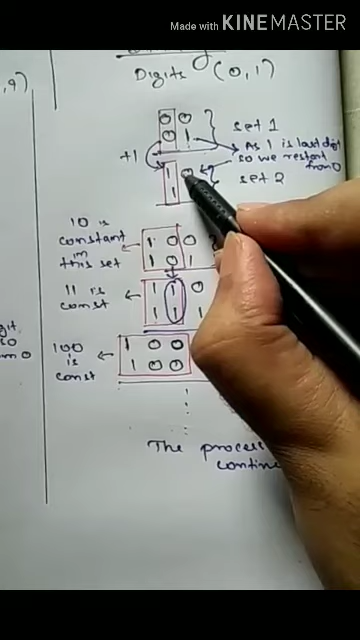 Made with KINEMASTER
Digits (0,1)
,9)
0 0
0 1
set 1
As 1 is last digit
so we restart
from 0
+1
1 0
1
set 2
10 is
constant
in
this set
1 0 0
1 0 1
11 is
const
1 1 0
1 1
100
is
const
1 0 0
1 0 0
The process